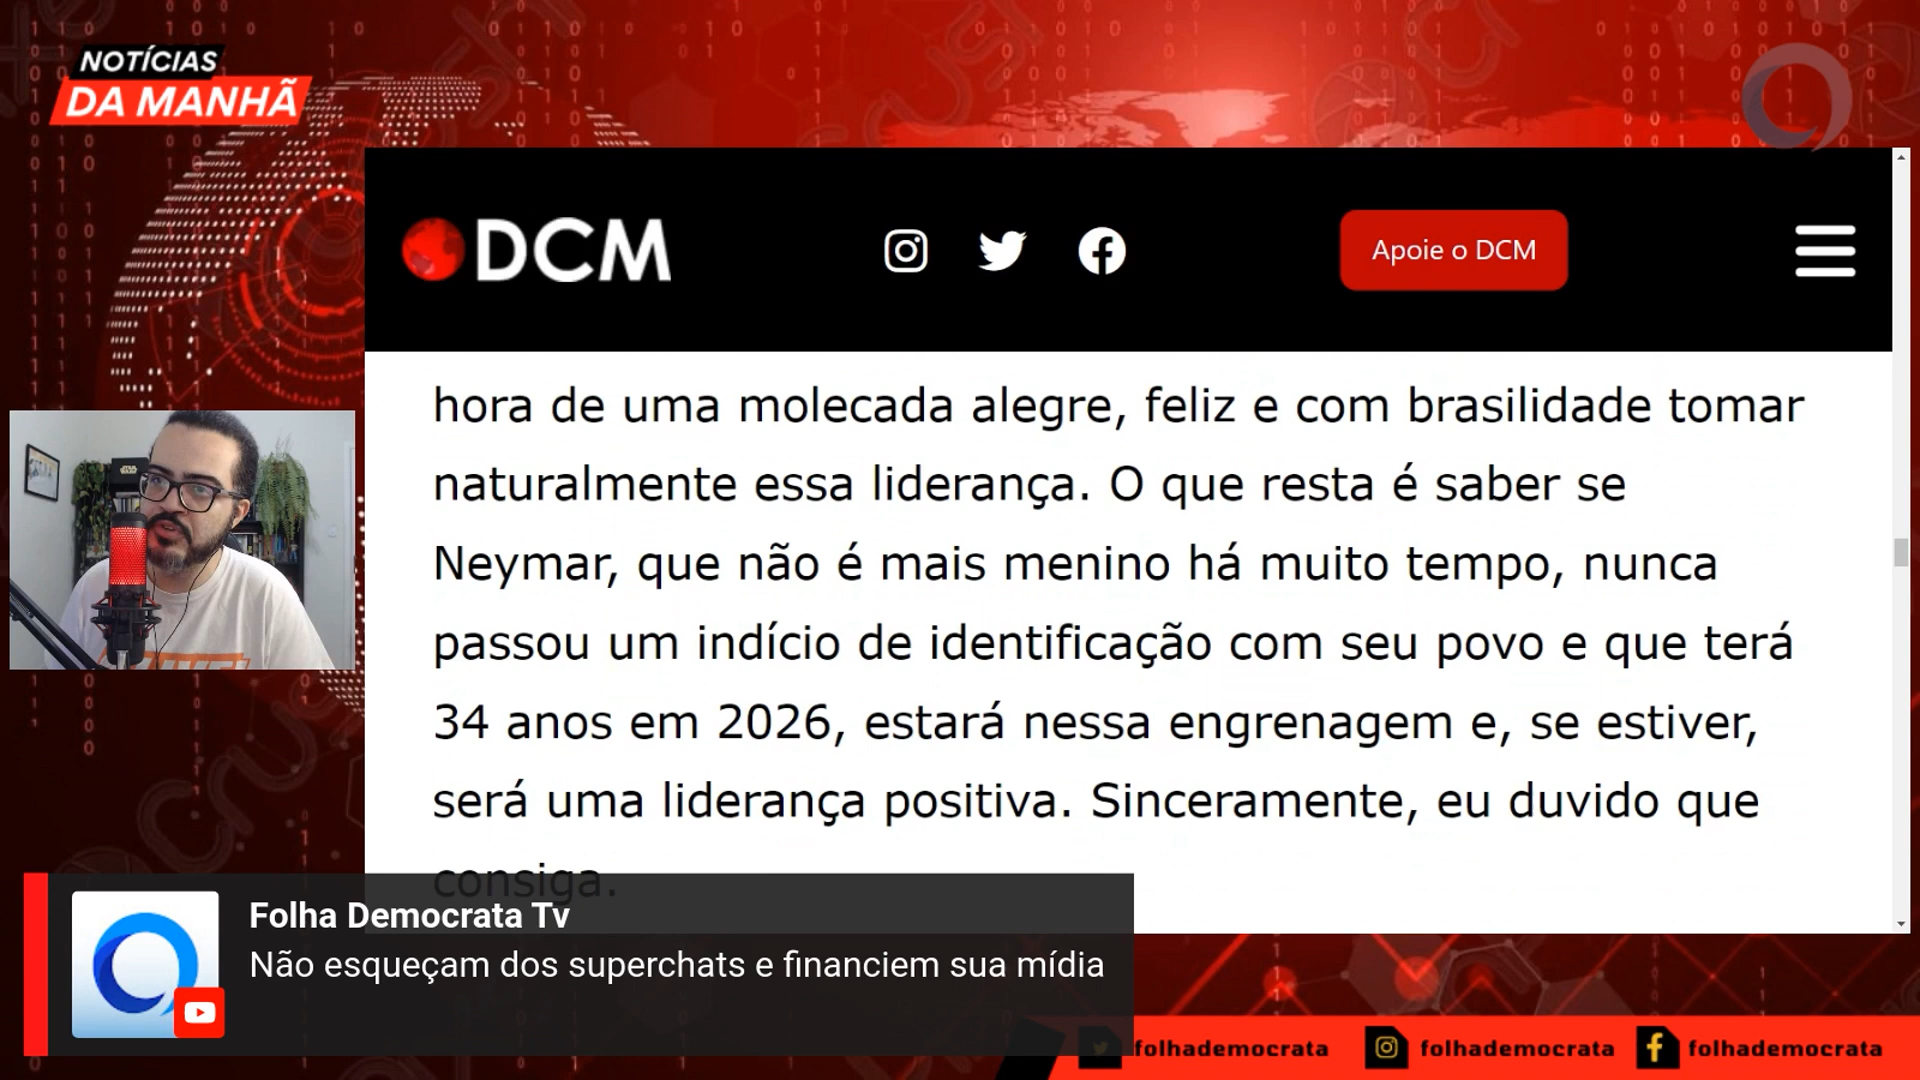 NOTÍCIAS
DA MANHÃ
DCM
Apoie o DCM
hora de uma molecada alegre, feliz e com brasilidade tomar
naturalmente essa liderança. O que resta é saber se
Neymar, que não é mais menino há muito tempo, nunca
passou um indício de identificação com seu povo e que terá
34 anos em 2026, estará nessa engrenagem e, se estiver,
será uma liderança positiva. Sinceramente, eu duvido que
consiga.
Folha Democrata Tv
Não esqueçam dos superchats e financiem sua mídia
folhademocrata
folhademocrata
folhademocrata